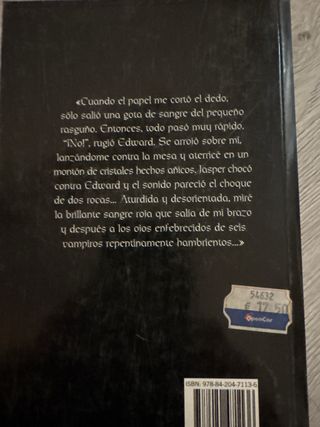 «Cuando el papel me cortó el dedo,
sólo salió una gota de sangre del pequeño
rasguño. Entonces, todo pasó muy rápido.
“¡No!”, rugió Edward. Se arrojó sobre mí,
lanzándome contra la mesa y aterricé en un
montón de cristales hechos añicos. Jasper chocó
contra Edward y el sonido pareció el choque
de dos rocas... Aturdida y desorientada, miré
la brillante sangre roja que salía de mi brazo
y después a los ojos enfebrecidos de seis
vampiros repentinamente hambrientos...»
54632
€ 17,50
OpenCor
ISBN: 978-84-204-7113-6